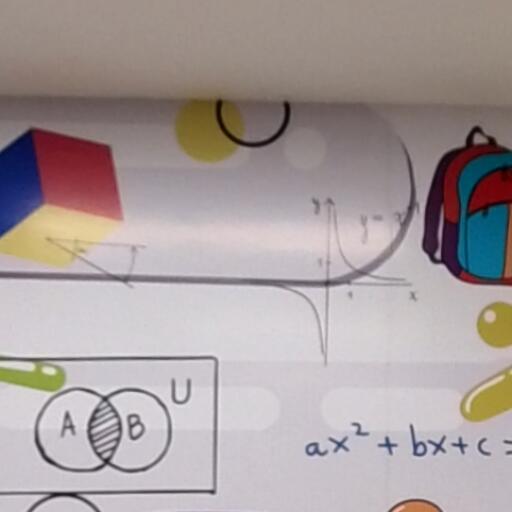 y
y = x
1
1
x
U
A B
ax² + bx + c =